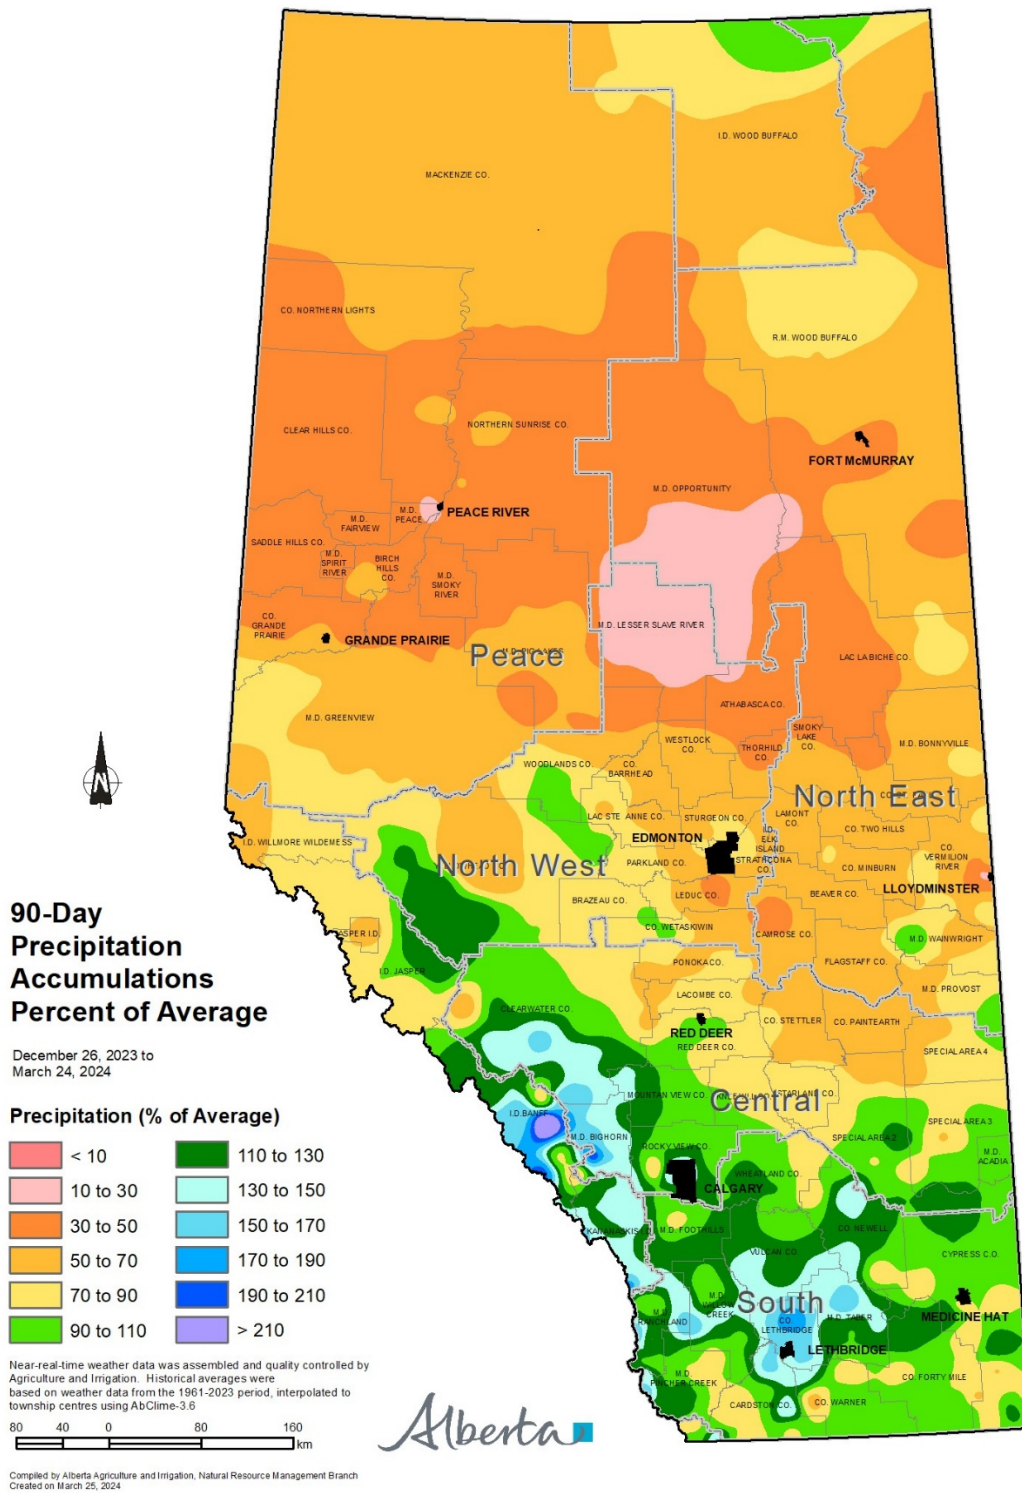 I.D. WOOD BUFFALO
MACKENZIE CO.
CO. NORTHERN LIGHTS
R.M. WOOD BUFFALO
CLEAR HILLS CO.
NORTHERN SUNRISE CO.
FORT McMURRAY
M.D. OPPORTUNITY
M.D.
PEACE
PEACE RIVER
M.D.
FAIRVIEW
SADDLE HILLS CO.
M.D.
SPIRIT
RIVER
BIRCH
HILLS
CO.
M.D.
SMOKY
RIVER
CO.
GRANDE
PRAIRIE
GRANDE PRAIRIE
M.D. LESSER SLAVE RIVER
Peace
LAC LA BICHE CO.
M.D. GREENVIEW
ATHABASCA CO.
WESTLOCK
CO.
THORHILD
CO.
SMOKY
LAKE
CO.
M.D. BONNYVILLE
WOODLANDS CO.
CO.
BARRHEAD
North East
LAC STE ANNE CO.
STURGEON CO.
LAMONT
CO.
CO. TWO HILLS
I.D. WILLMORE WILDERNESS
EDMONTON
I.D.
ELK
ISLAND
North West
PARKLAND CO.
STRATHCONA
CO.
CO. MINBURN
CO.
VERMILION
RIVER
LLOYDMINSTER
BRAZEAU CO.
LEDUC CO.
BEAVER CO.
CO. WETASKIWIN
CAMROSE CO.
M.D. WAINWRIGHT
JASPER I.D.
I.D. JASPER
PONOKA CO.
FLAGSTAFF CO.
M.D. PROVOST
LACOMBE CO.
CLEARWATER CO.
RED DEER
RED DEER CO.
CO. STETTLER
CO. PAINTEARTH
SPECIAL AREA 4
MOUNTAIN VIEW CO.
Central
STARLAND CO.
I.D. BANFF
M.D. BIGHORN
SPECIAL AREA 2
SPECIAL AREA 3
ROCKY VIEW CO.
M.D.
ACADIA
WHEATLAND CO.
CALGARY
KANANASKIS I.D.
M.D. FOOTHILLS
CO. NEWELL
VULCAN CO.
CYPRESS C.O.
M.D.
RANCHLAND
M.D.
WILLOW
CREEK
South
CO.
LETHBRIDGE
M.D. TABER
MEDICINE HAT
LETHBRIDGE
M.D.
PINCHER CREEK
CO. FORTY MILE
CARDSTON CO.
CO. WARNER
N
90-Day
Precipitation
Accumulations
Percent of Average
December 26, 2023 to
March 24, 2024
Precipitation (% of Average)
< 10
10 to 30
30 to 50
50 to 70
70 to 90
90 to 110
110 to 130
130 to 150
150 to 170
170 to 190
190 to 210
> 210
Near-real-time weather data was assembled and quality controlled by
Agriculture and Irrigation. Historical averages were
based on weather data from the 1961-2023 period, interpolated to
township centres using AbClime-3.6
80 40 0 80 160
km
Alberta
Compiled by Alberta Agriculture and Irrigation, Natural Resource Management Branch
Created on March 25, 2024